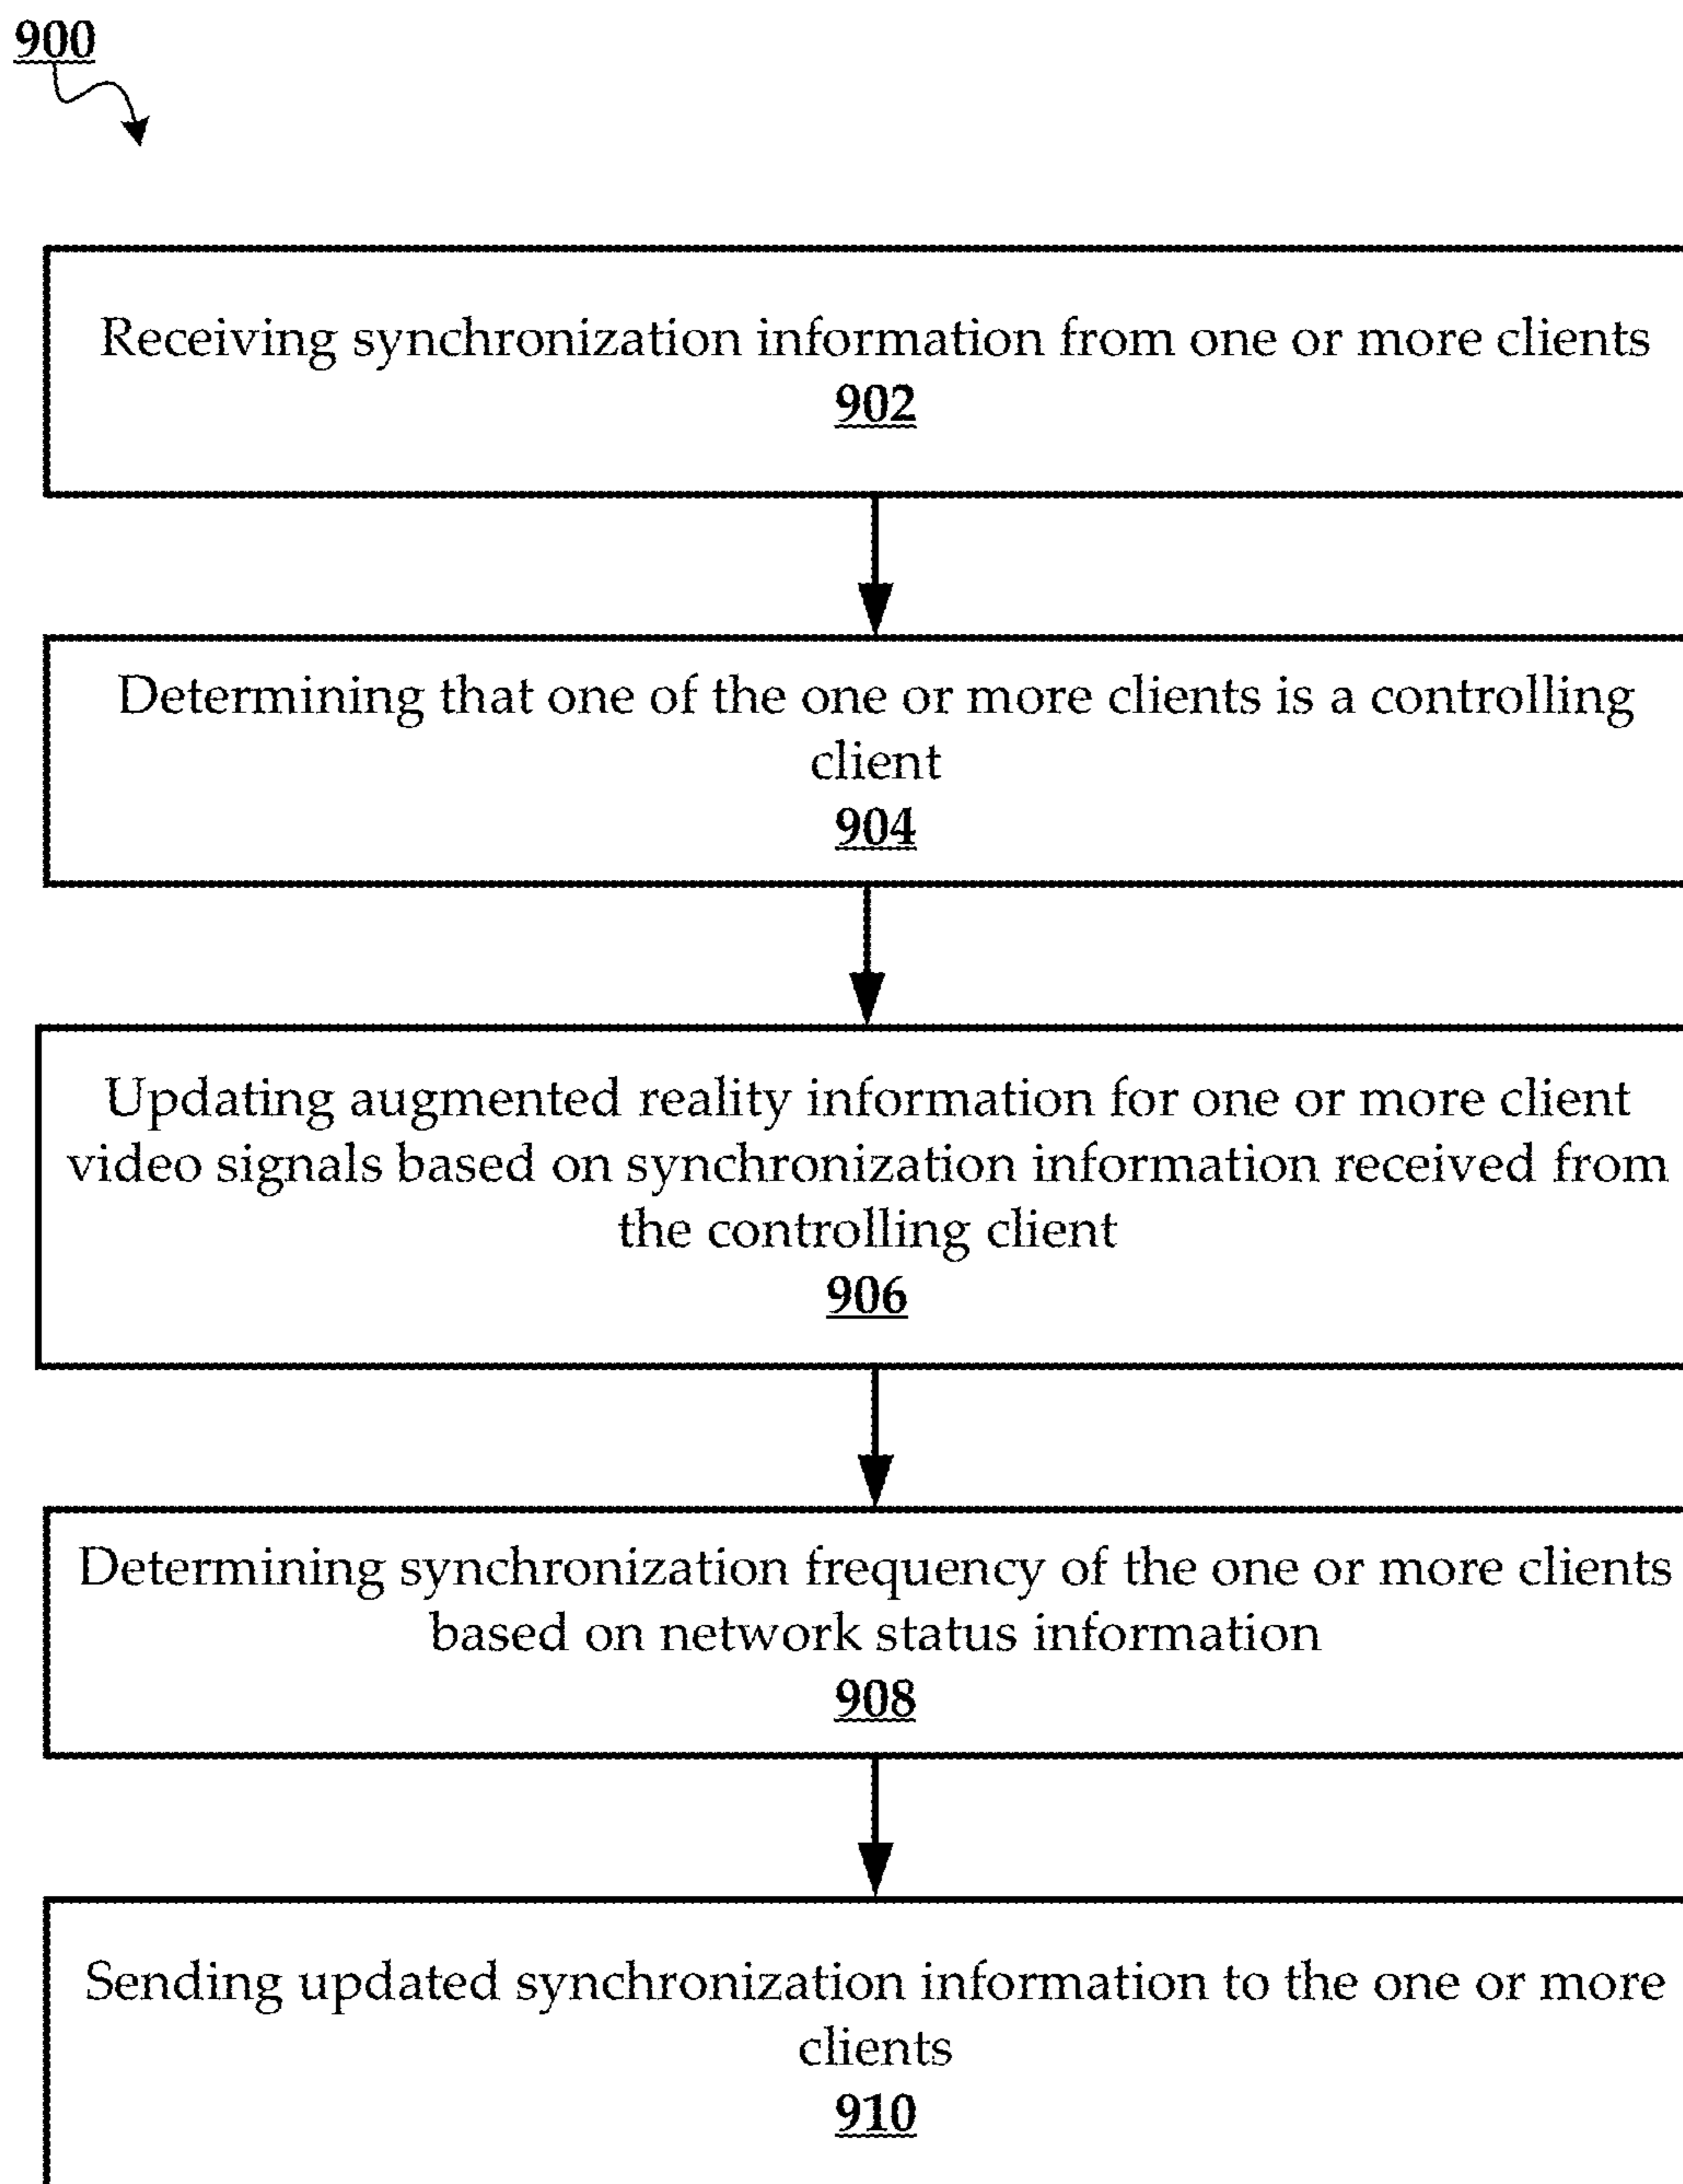 900
Receiving synchronization information from one or more clients
902
Determining that one of the one or more clients is a controlling
client
904
Updating augmented reality information for one or more client
video signals based on synchronization information received from
the controlling client
906
Determining synchronization frequency of the one or more clients
based on network status information
908
Sending updated synchronization information to the one or more
clients
910